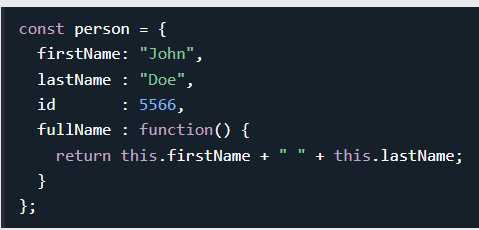 const person = {
  firstName: "John",
  lastName : "Doe",
  id       : 5566,
  fullName : function() {
    return this.firstName + " " + this.lastName;
  }
};